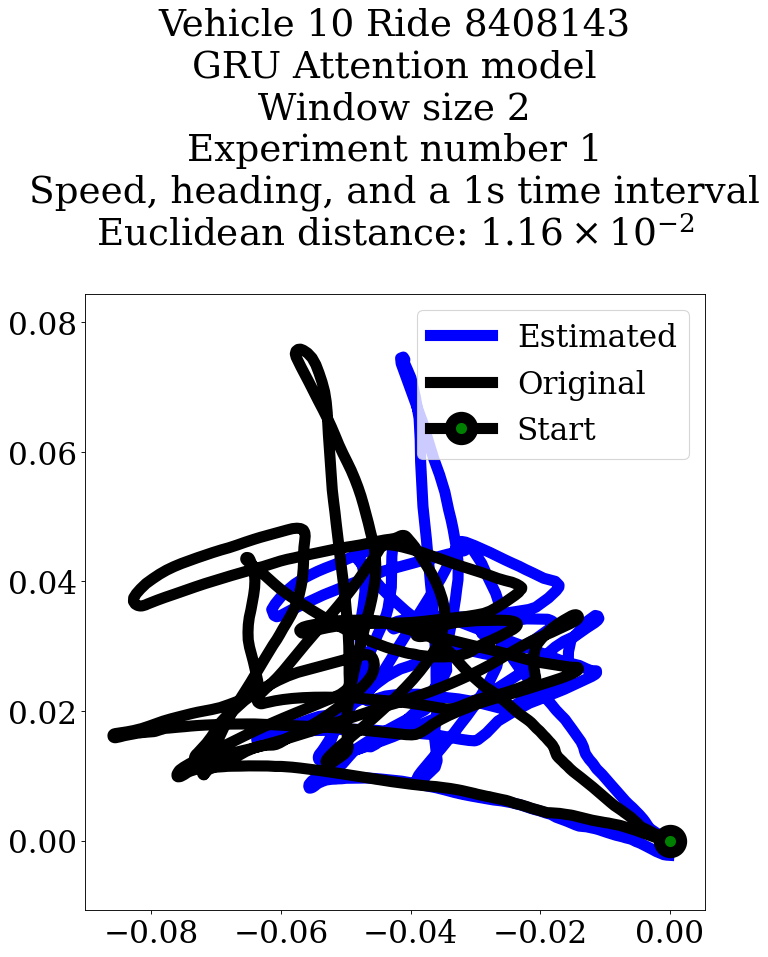 Vehicle 10 Ride 8408143
GRU Attention model
Window size 2
Experiment number 1
Speed, heading, and a 1s time interval
Euclidean distance: 1.16 × 10⁻²
Estimated
Original
Start
0.08
0.06
0.04
0.02
0.00
−0.08 −0.06 −0.04 −0.02 0.00